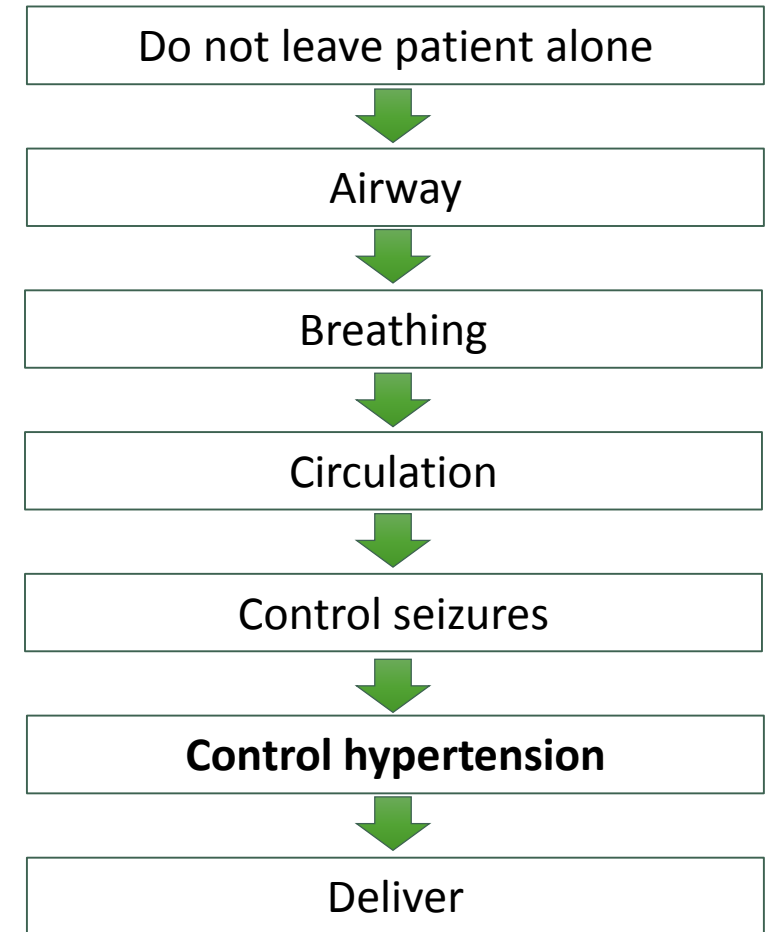 Do not leave patient alone
Airway
Breathing
Circulation
Control seizures
Control hypertension
Deliver